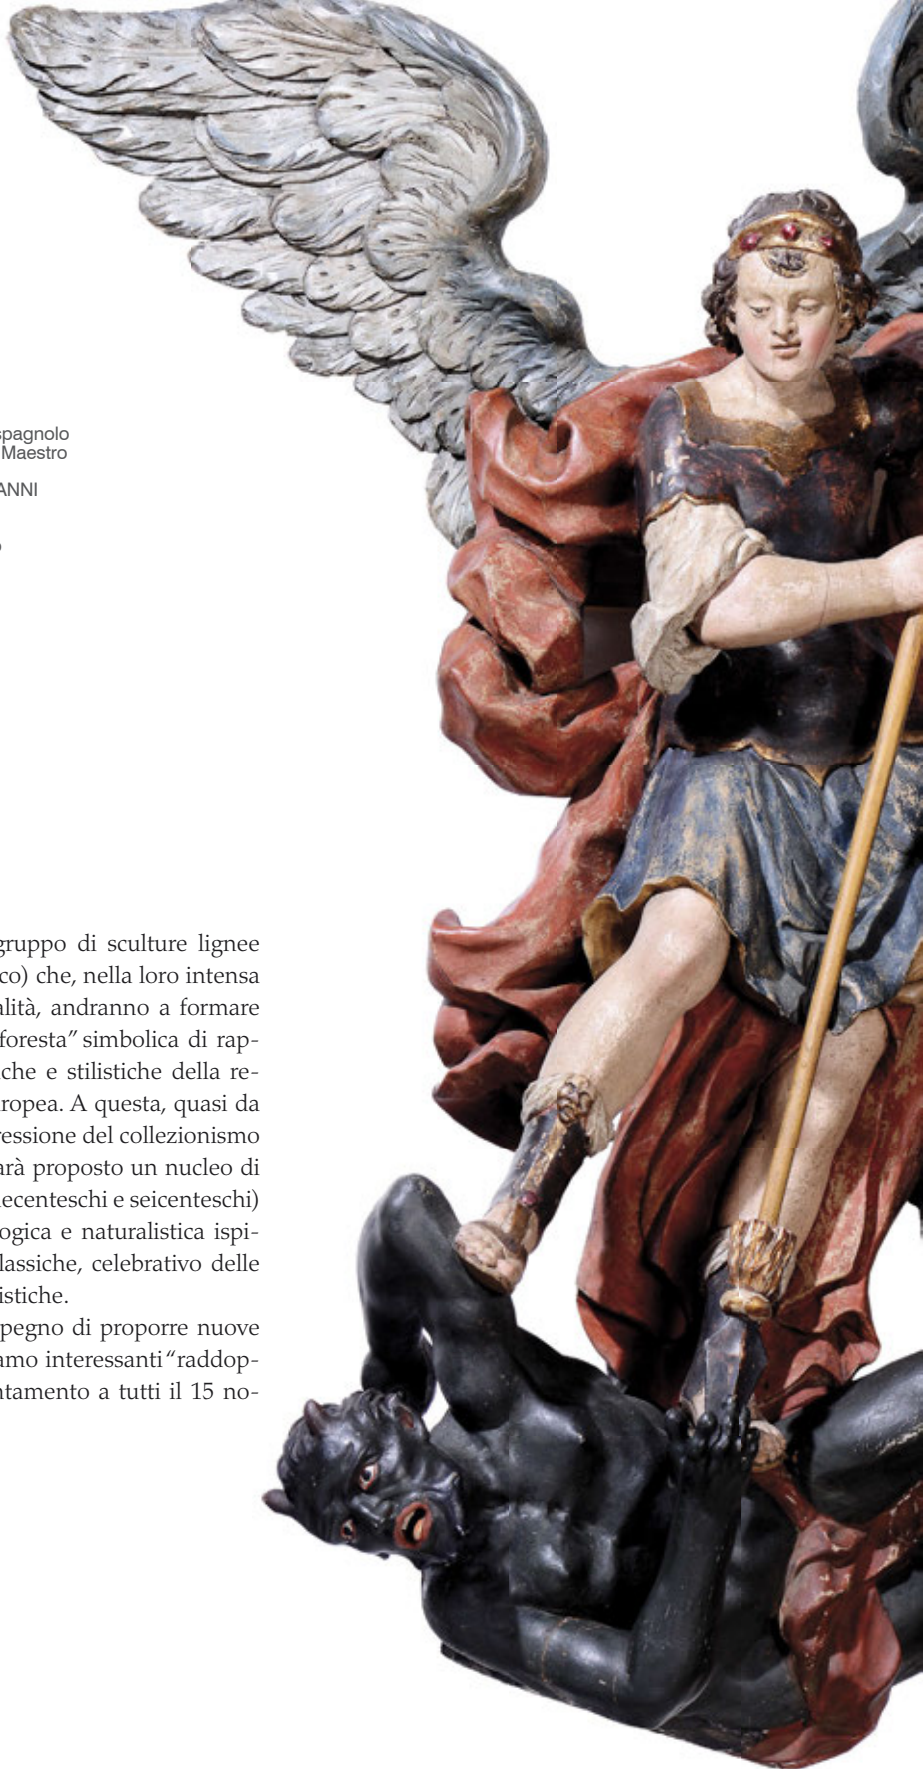 spagnolo
Maestro
ANNI
o
gruppo di sculture lignee
co) che, nella loro intensa
alità, andranno a formare
foresta” simbolica di rap-
iche e stilistiche della re-
ropea. A questa, quasi da
ressione del collezionismo
arà proposto un nucleo di
ecenteschi e seicenteschi)
ogica e naturalistica ispi-
lassiche, celebrativo delle
istiche.
pegno di proporre nuove
amo interessanti “raddop-
ntamento a tutti il 15 no-